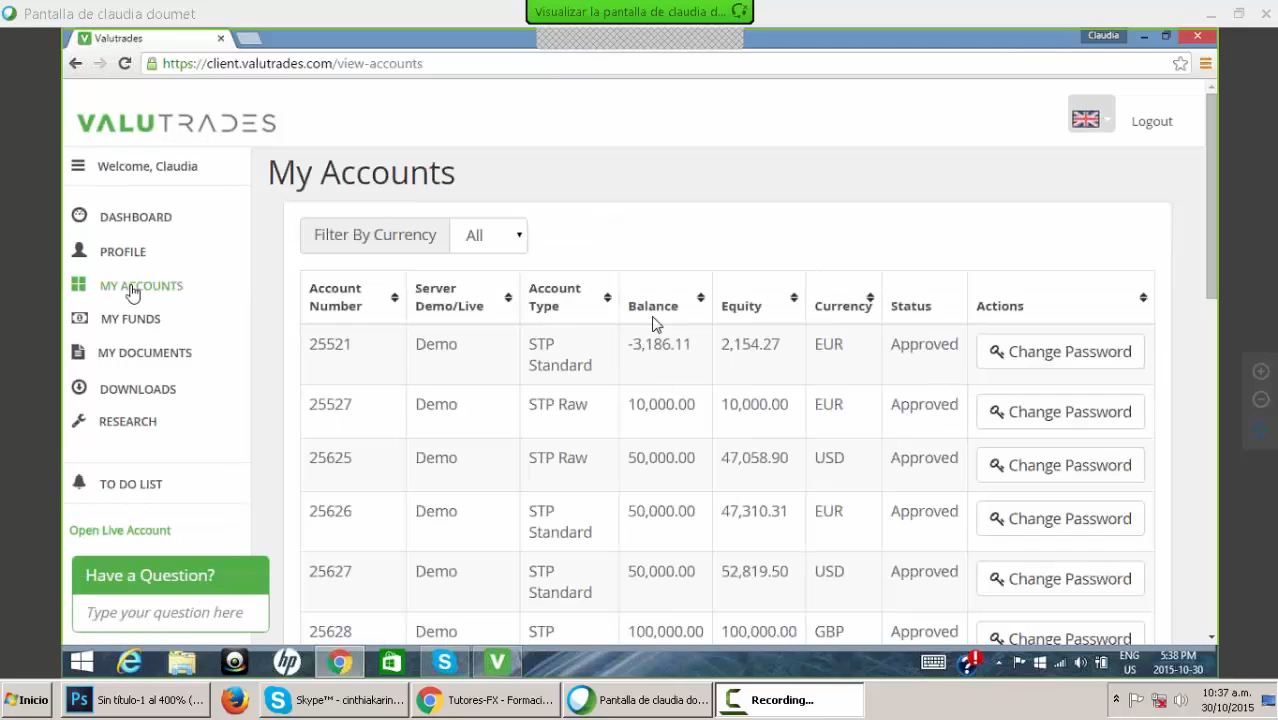 Pantalla de claudia doumet
Visualizar la pantalla de claudia d...
Valutrades
Claudia
https://client.valutrades.com/view-accounts
VALUTRADES
Logout
Welcome, Claudia
My Accounts
DASHBOARD
PROFILE
MY ACCOUNTS
MY FUNDS
MY DOCUMENTS
DOWNLOADS
RESEARCH
TO DO LIST
Open Live Account
Have a Question?
Type your question here
Filter By Currency All
Account Number Server Demo/Live Account Type Balance Equity Currency Status Actions
25521 Demo STP Standard -3,186.11 2,154.27 EUR Approved Change Password
25527 Demo STP Raw 10,000.00 10,000.00 EUR Approved Change Password
25625 Demo STP Raw 50,000.00 47,058.90 USD Approved Change Password
25626 Demo STP Standard 50,000.00 47,310.31 EUR Approved Change Password
25627 Demo STP Standard 50,000.00 52,819.50 USD Approved Change Password
25628 Demo STP 100,000.00 100,000.00 GBP Approved Change Password
hp
ENG US
5:38 PM
2015-10-30
Inicio
Ps Sin título-1 al 400% (...
Skype™ - cinthiakarin...
Tutores-FX - Formaci...
Pantalla de claudia do...
Recording...
10:37 a.m.
30/10/2015